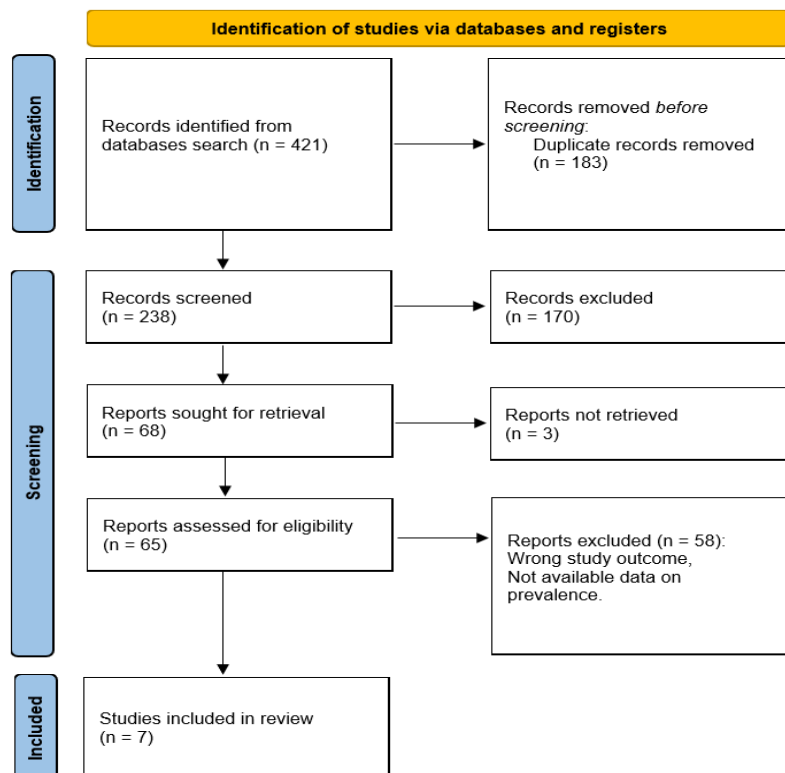 Identification of studies via databases and registers
Identification
Records identified from
databases search (n = 421)
Records removed before
screening:
Duplicate records removed
(n = 183)
Screening
Records screened
(n = 238)
Records excluded
(n = 170)
Reports sought for retrieval
(n = 68)
Reports not retrieved
(n = 3)
Reports assessed for eligibility
(n = 65)
Reports excluded (n = 58):
Wrong study outcome,
Not available data on
prevalence.
Included
Studies included in review
(n = 7)